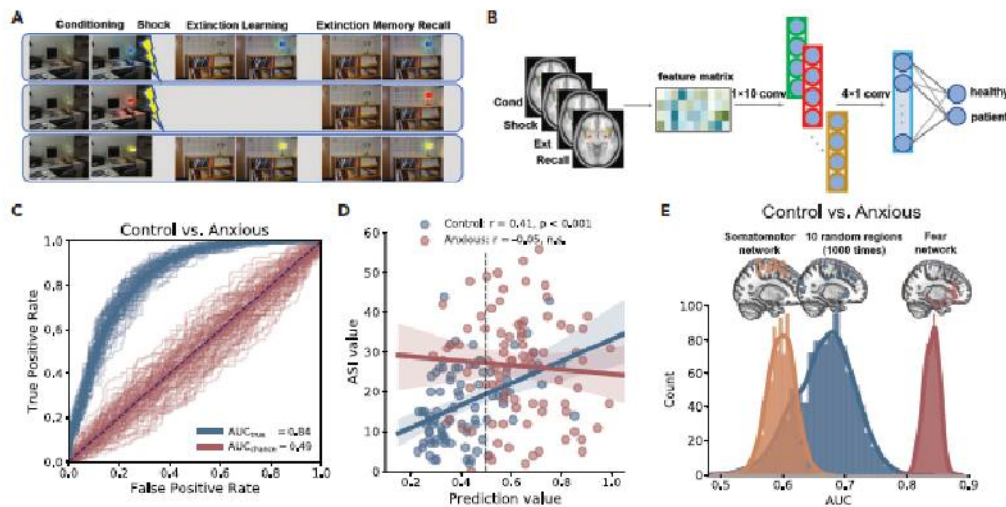 A
Conditioning Shock Extinction Learning Extinction Memory Recall
B
Cond
Shock
Ext
Recall
feature matrix
1×10 conv
4×1 conv
healthy
patient
C
Control vs. Anxious
True Positive Rate
1.0
0.8
0.6
0.4
0.2
0.0
AUCtrue = 0.84
AUCchance = 0.49
0.0 0.2 0.4 0.6 0.8 1.0
False Positive Rate
D
Control: r = 0.41, p < 0.001
Anxious: r = -0.05, n.s.
ASI value
60
50
40
30
20
10
0
0.2 0.4 0.6 0.8 1.0
Prediction value
E
Control vs. Anxious
Somatomotor
network
10 random regions
(1000 times)
Fear
network
Count
100
80
60
40
20
0
0.5 0.6 0.7 0.8 0.9
AUC